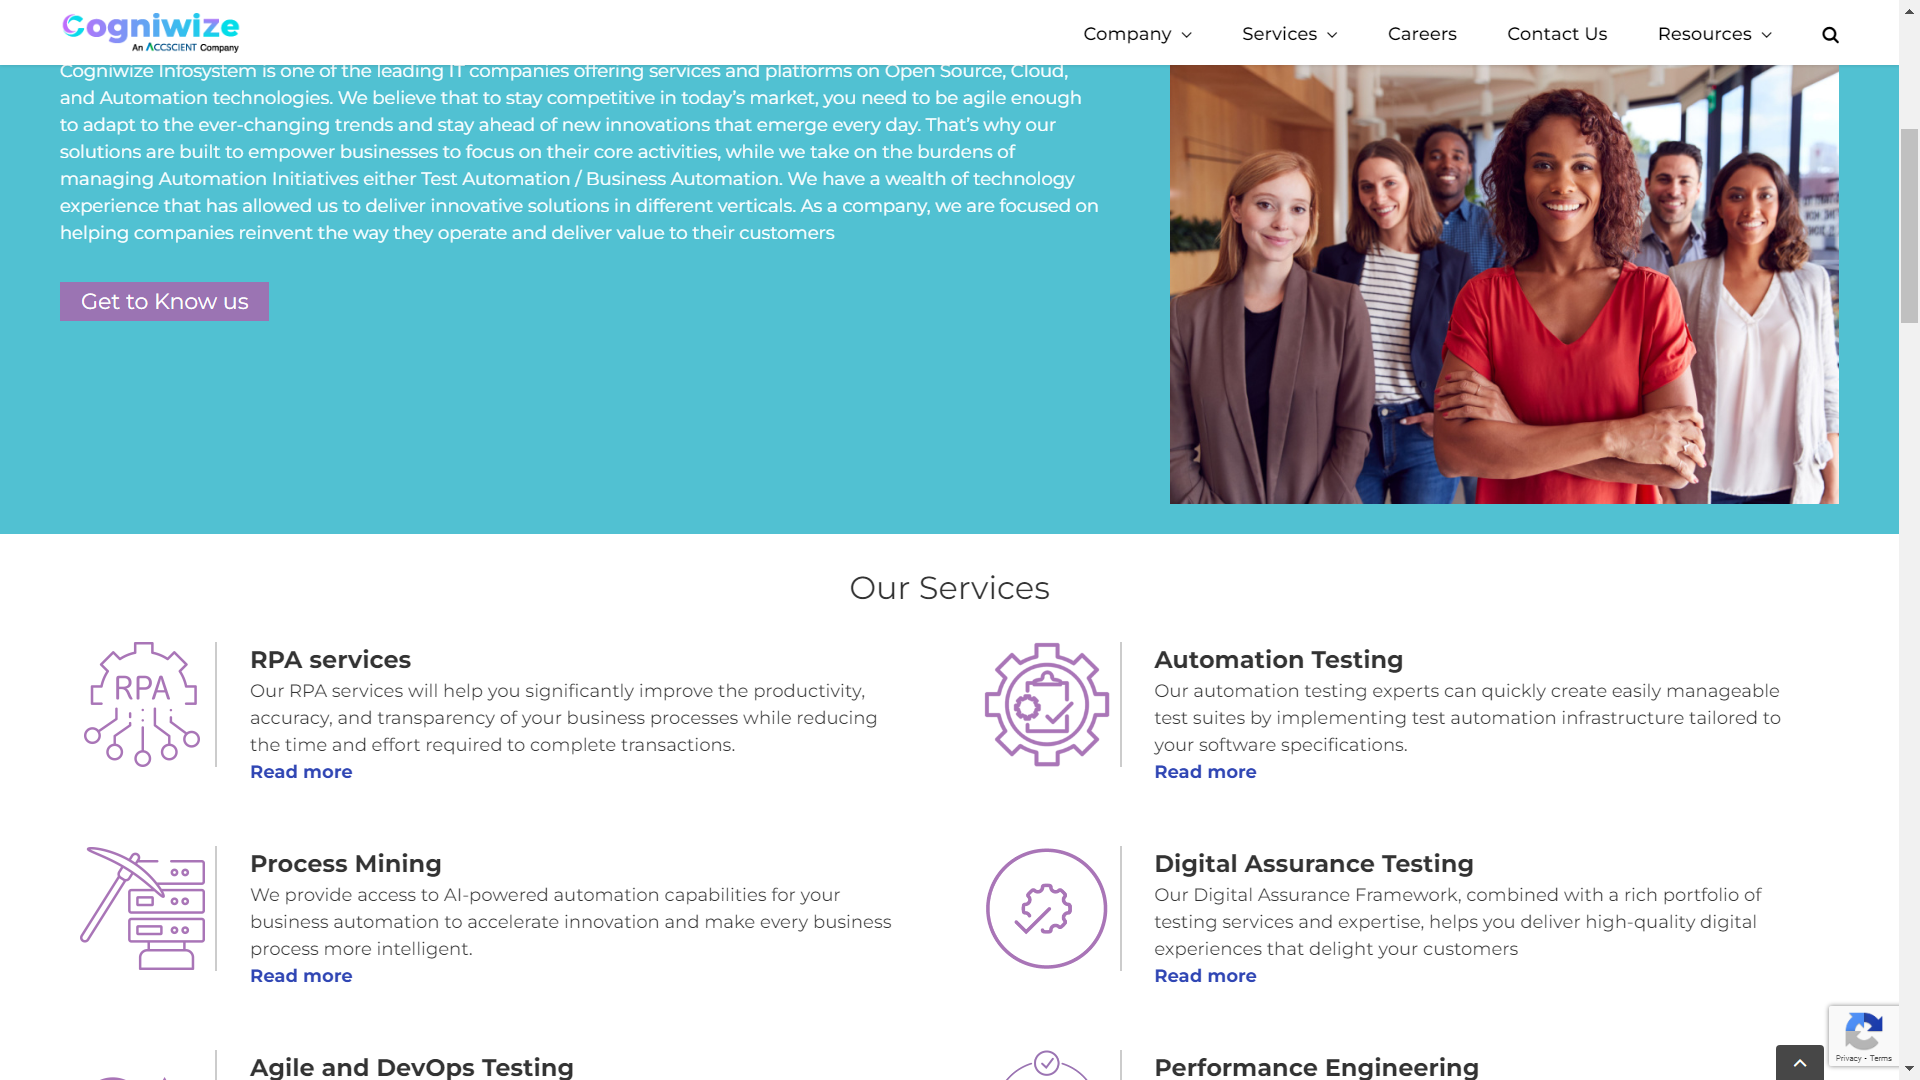 Cogniwize
An ACCSCIENT Company
Company
Services
Careers
Contact Us
Resources
Cogniwize Infosystem is one of the leading IT companies offering services and platforms on Open Source, Cloud,
and Automation technologies. We believe that to stay competitive in today’s market, you need to be agile enough
to adapt to the ever-changing trends and stay ahead of new innovations that emerge every day. That’s why our
solutions are built to empower businesses to focus on their core activities, while we take on the burdens of
managing Automation Initiatives either Test Automation / Business Automation. We have a wealth of technology
experience that has allowed us to deliver innovative solutions in different verticals. As a company, we are focused on
helping companies reinvent the way they operate and deliver value to their customers
Get to Know us
Our Services
RPA
RPA services
Our RPA services will help you significantly improve the productivity,
accuracy, and transparency of your business processes while reducing
the time and effort required to complete transactions.
Read more
Automation Testing
Our automation testing experts can quickly create easily manageable
test suites by implementing test automation infrastructure tailored to
your software specifications.
Read more
Process Mining
We provide access to AI-powered automation capabilities for your
business automation to accelerate innovation and make every business
process more intelligent.
Read more
Digital Assurance Testing
Our Digital Assurance Framework, combined with a rich portfolio of
testing services and expertise, helps you deliver high-quality digital
experiences that delight your customers
Read more
Agile and DevOps Testing
Performance Engineering
Privacy - Terms